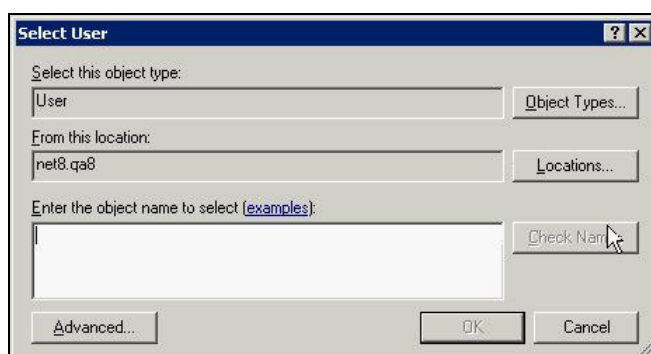 Select User
Select this object type:
User
Object Types...
From this location:
net8.qa8
Locations...
Enter the object name to select (examples):
Check Nam
Advanced...
OK
Cancel